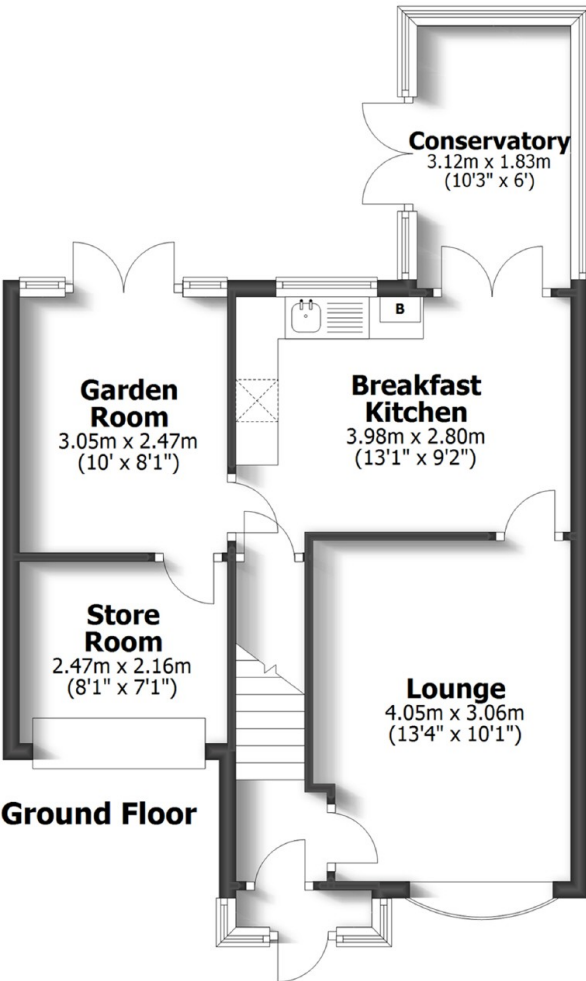 Conservatory
3.12m x 1.83m
(10'3" x 6')
B
Garden
Room
3.05m x 2.47m
(10' x 8'1")
Breakfast
Kitchen
3.98m x 2.80m
(13'1" x 9'2")
Store
Room
2.47m x 2.16m
(8'1" x 7'1")
Lounge
4.05m x 3.06m
(13'4" x 10'1")
Ground Floor